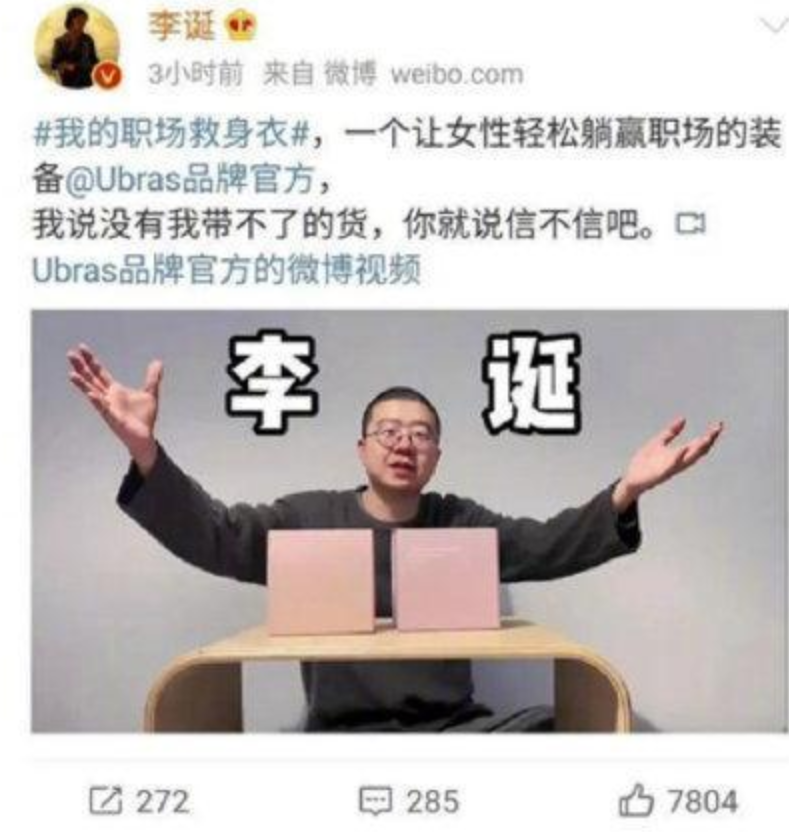 李诞
3小时前 来自 微博 weibo.com
#我的职场救身衣#，一个让女性轻松躺赢职场的装
备@Ubras品牌官方，
我说没有我带不了的货，你就说信不信吧。
Ubras品牌官方的微博视频
李 诞
272 285 7804